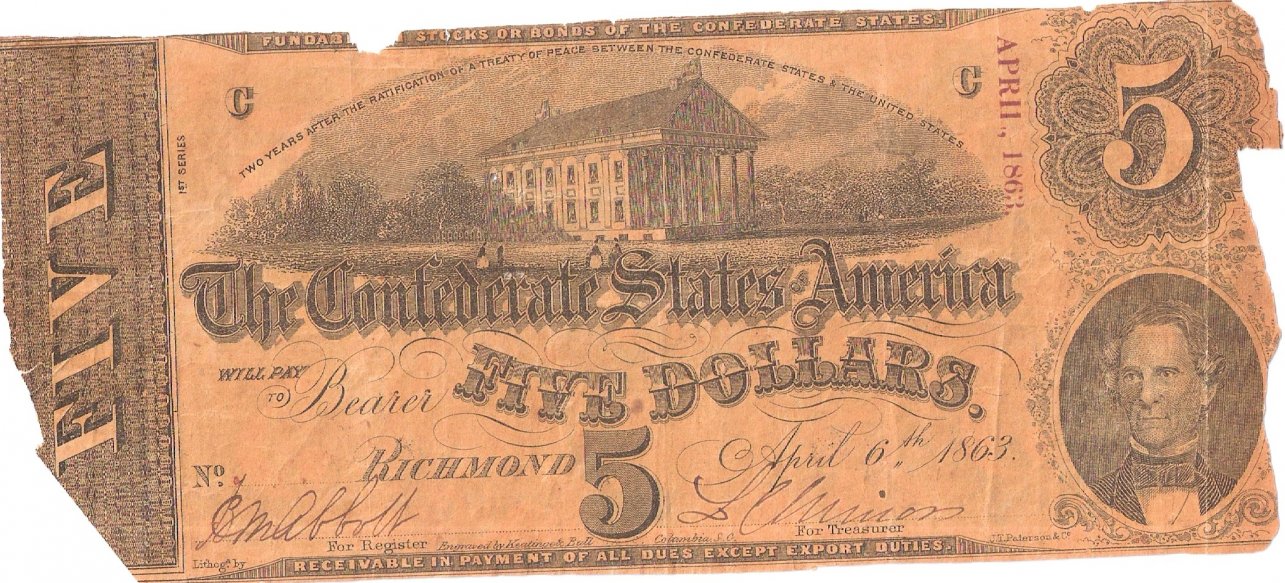 FUNDAB STOCKS OR BONDS OF THE CONFEDERATE STATES.
C
TWO YEARS AFTER THE RATIFICATION OF A TREATY OF PEACE BETWEEN THE CONFEDERATE STATES & THE UNITED STATES
C
APRIL, 1863
5
1ST SERIES
FIVE
The Confederate States of America
WILL PAY TO Bearer FIVE DOLLARS.
No.
RICHMOND 5 April 6th 1863.
For Register
For Treasurer
Engraved by Keatinge & Ball Columbia, S.C.
J.T. Paterson & Co
Lithog. by
RECEIVABLE IN PAYMENT OF ALL DUES EXCEPT EXPORT DUTIES.